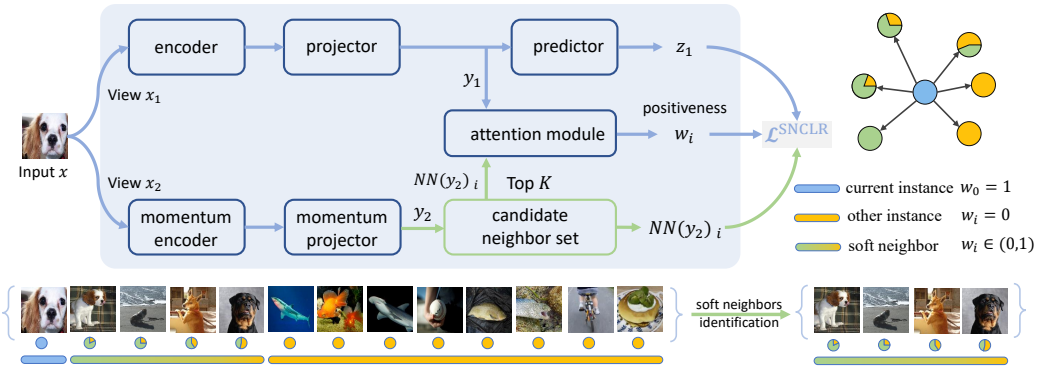 encoder
projector
predictor
z₁
View x₁
y₁
positiveness
attention module
wᵢ
ℒ^SNCLR
Input x
View x₂
NN(y₂) ᵢ
Top K
momentum
encoder
momentum
projector
y₂
candidate
neighbor set
NN(y₂) ᵢ
current instance w₀ = 1
other instance wᵢ = 0
soft neighbor wᵢ ∈ (0,1)
soft neighbors
identification